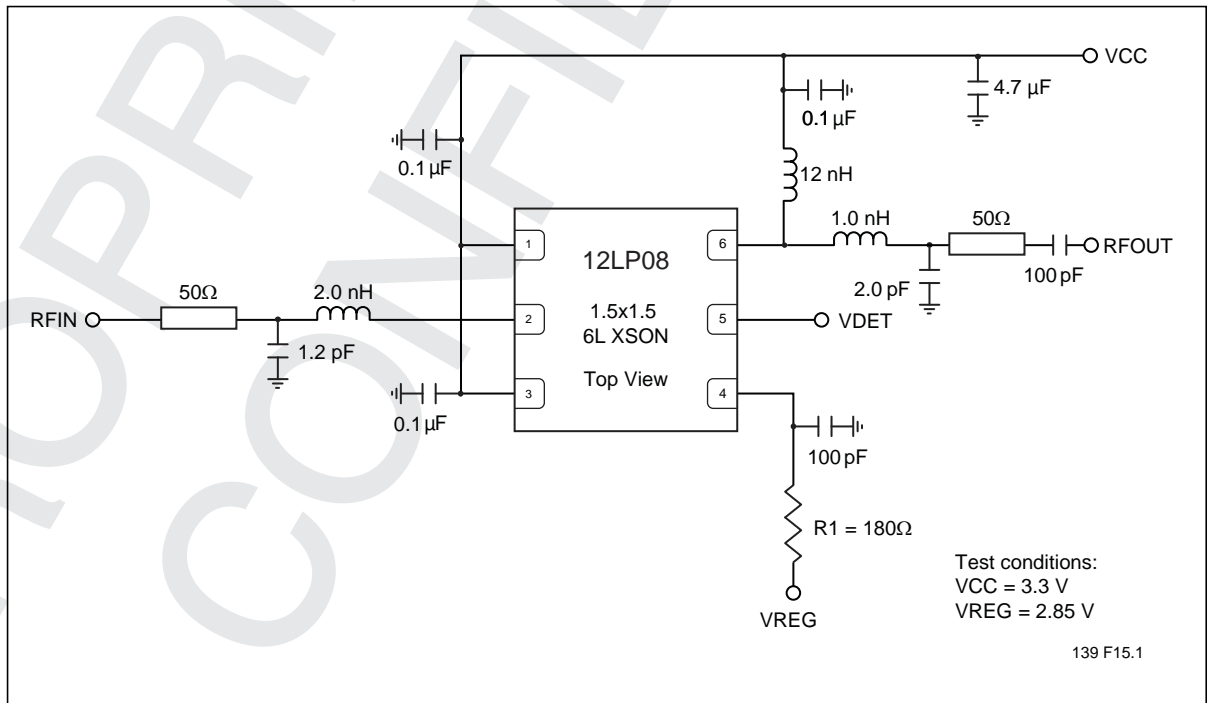 VCC
4.7 µF
0.1 µF
0.1 µF
12 nH
1.0 nH
50Ω
RFOUT
100 pF
2.0 pF
1
6
12LP08
50Ω
2.0 nH
RFIN
1.2 pF
2
1.5x1.5
6L XSON
5
VDET
3
Top View
4
0.1 µF
100 pF
R1 = 180Ω
VREG
Test conditions:
VCC = 3.3 V
VREG = 2.85 V
139 F15.1